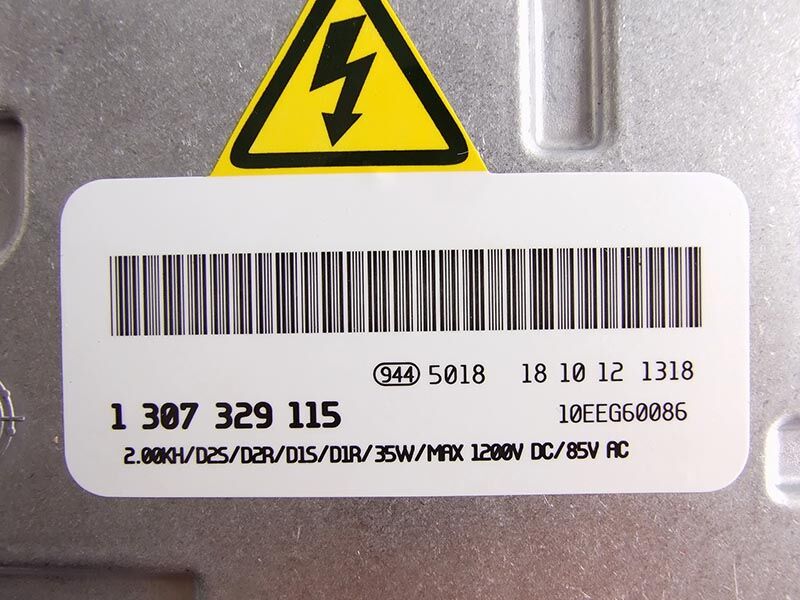 944 5018 18 10 12 1318
1 307 329 115 10EEG60086
2.00KH/D2S/D2R/D1S/D1R/35W/MAX 1200V DC/85V AC